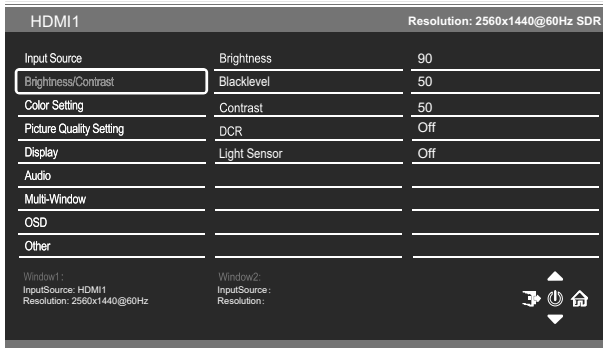 HDMI1 Resolution: 2560x1440@60Hz SDR
Input Source Brightness 90
Brightness/Contrast Blacklevel 50
Color Setting Contrast 50
Picture Quality Setting DCR Off
Display Light Sensor Off
Audio
Multi-Window
OSD
Other
Window1: Window2:
InputSource: HDMI1 InputSource:
Resolution: 2560x1440@60Hz Resolution: